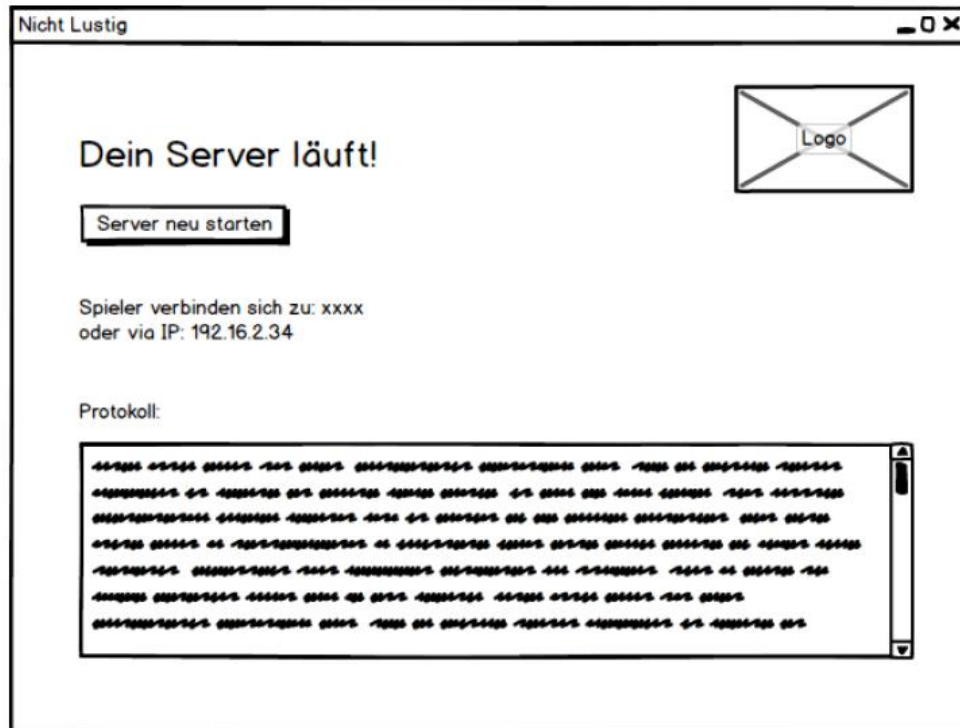 Nicht Lustig
Logo
Dein Server läuft!
Server neu starten
Spieler verbinden sich zu: xxxx
oder via IP: 192.16.2.34
Protokoll: